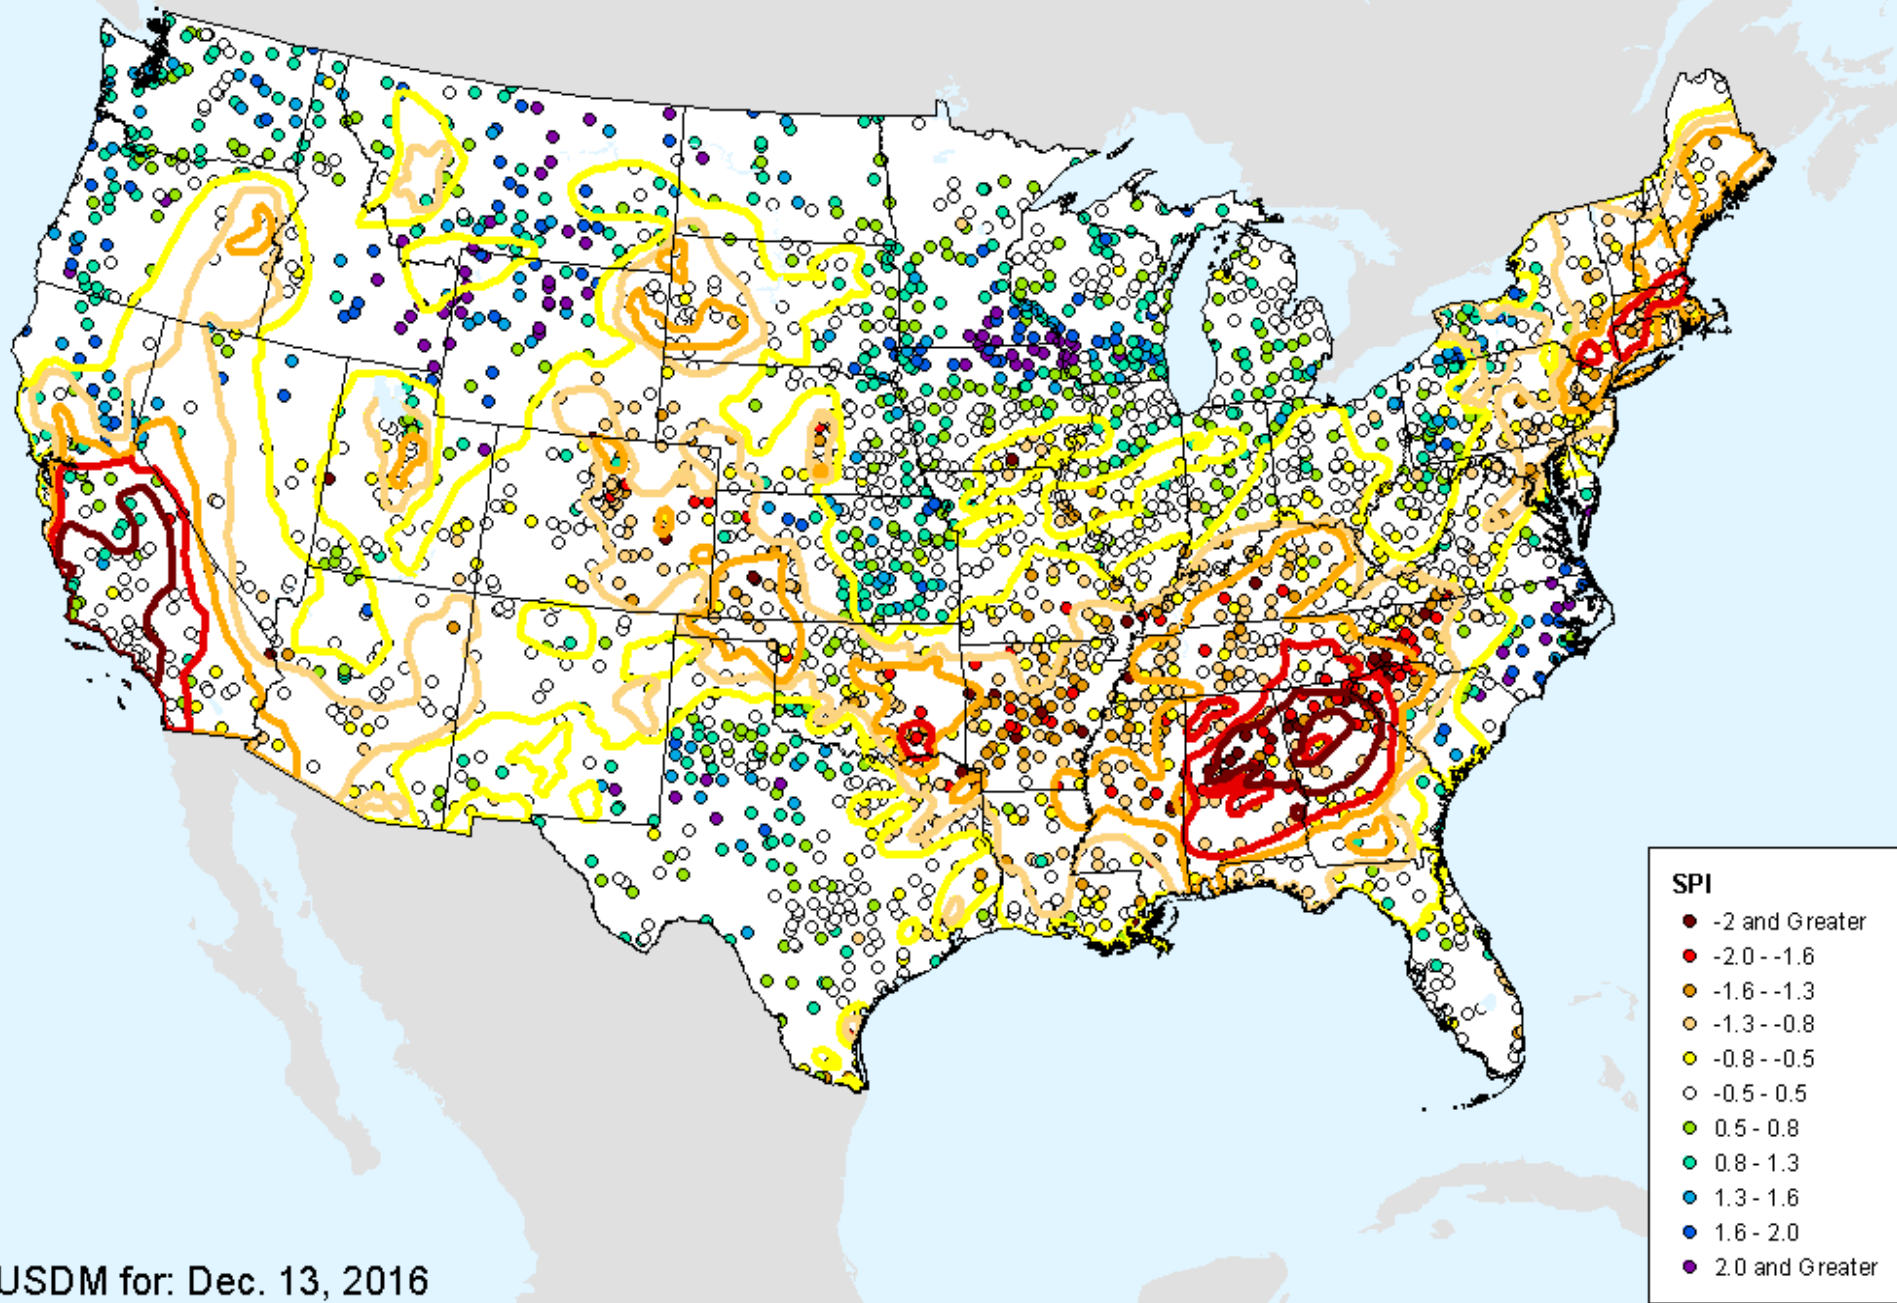 SPI
-2 and Greater
-2.0 - -1.6
-1.6 - -1.3
-1.3 - -0.8
-0.8 - -0.5
-0.5 - 0.5
0.5 - 0.8
0.8 - 1.3
1.3 - 1.6
1.6 - 2.0
2.0 and Greater
USDM for: Dec. 13, 2016